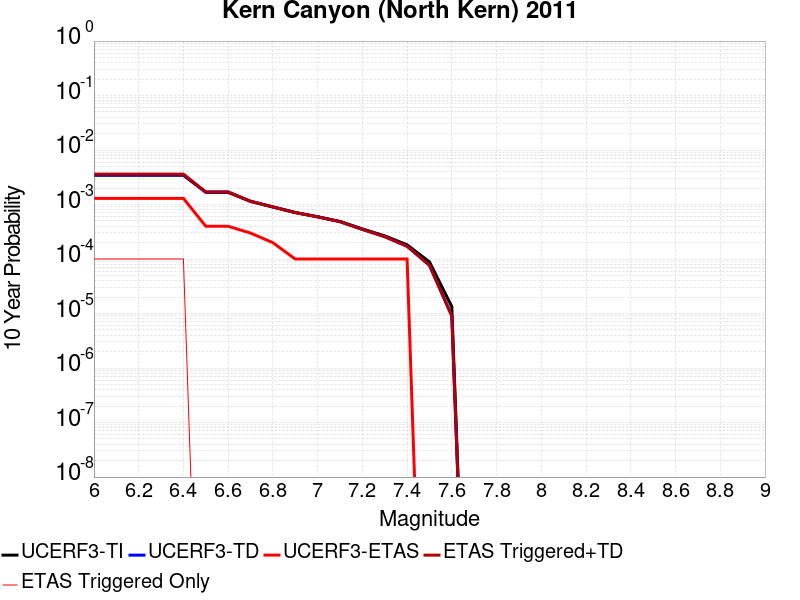 Kern Canyon (North Kern) 2011
10^0
10^-1
10^-2
10^-3
10^-4
10^-5
10^-6
10^-7
10^-8
10 Year Probability
6 6.2 6.4 6.6 6.8 7 7.2 7.4 7.6 7.8 8 8.2 8.4 8.6 8.8 9
Magnitude
UCERF3-TI UCERF3-TD UCERF3-ETAS ETAS Triggered+TD
ETAS Triggered Only